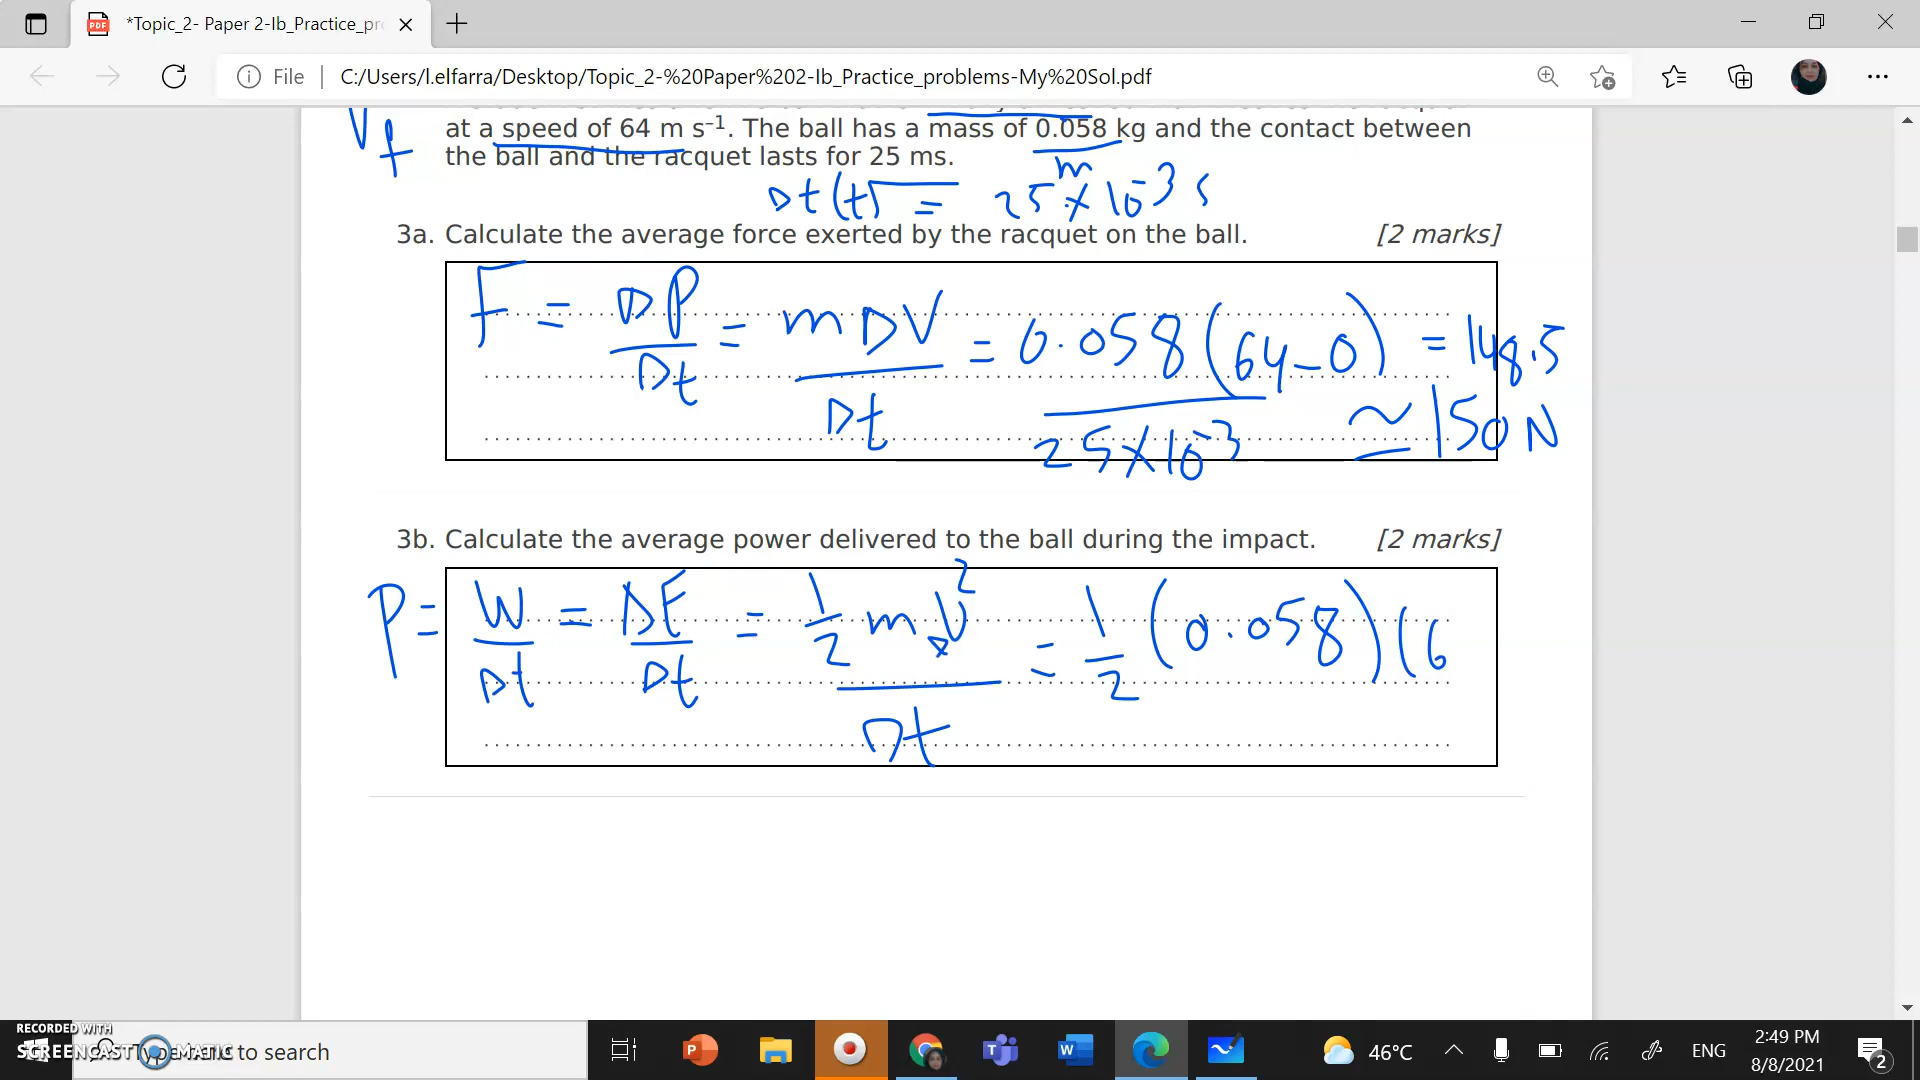 *Topic_2- Paper 2-Ib_Practice_pr
File
C:/Users/l.elfarra/Desktop/Topic_2-%20Paper%202-Ib_Practice_problems-My%20Sol.pdf
Vf
at a speed of 64 m s⁻¹. The ball has a mass of 0.058 kg and the contact between
the ball and the racquet lasts for 25 ms.
m
Δt (t) = 25 × 10⁻³ s
3a. Calculate the average force exerted by the racquet on the ball. [2 marks]
F = ΔP/Δt = mΔV/Δt = 0.058 (64 - 0)/25 × 10⁻³ = 148.5
≃ 150 N
3b. Calculate the average power delivered to the ball during the impact. [2 marks]
P = W/Δt = ΔE/Δt = ½ m ΔV²/Δt = ½ (0.058) (6
RECORDED WITH
SCREENCAST MATIC
to search
46°C
ENG
2:49 PM
8/8/2021
2